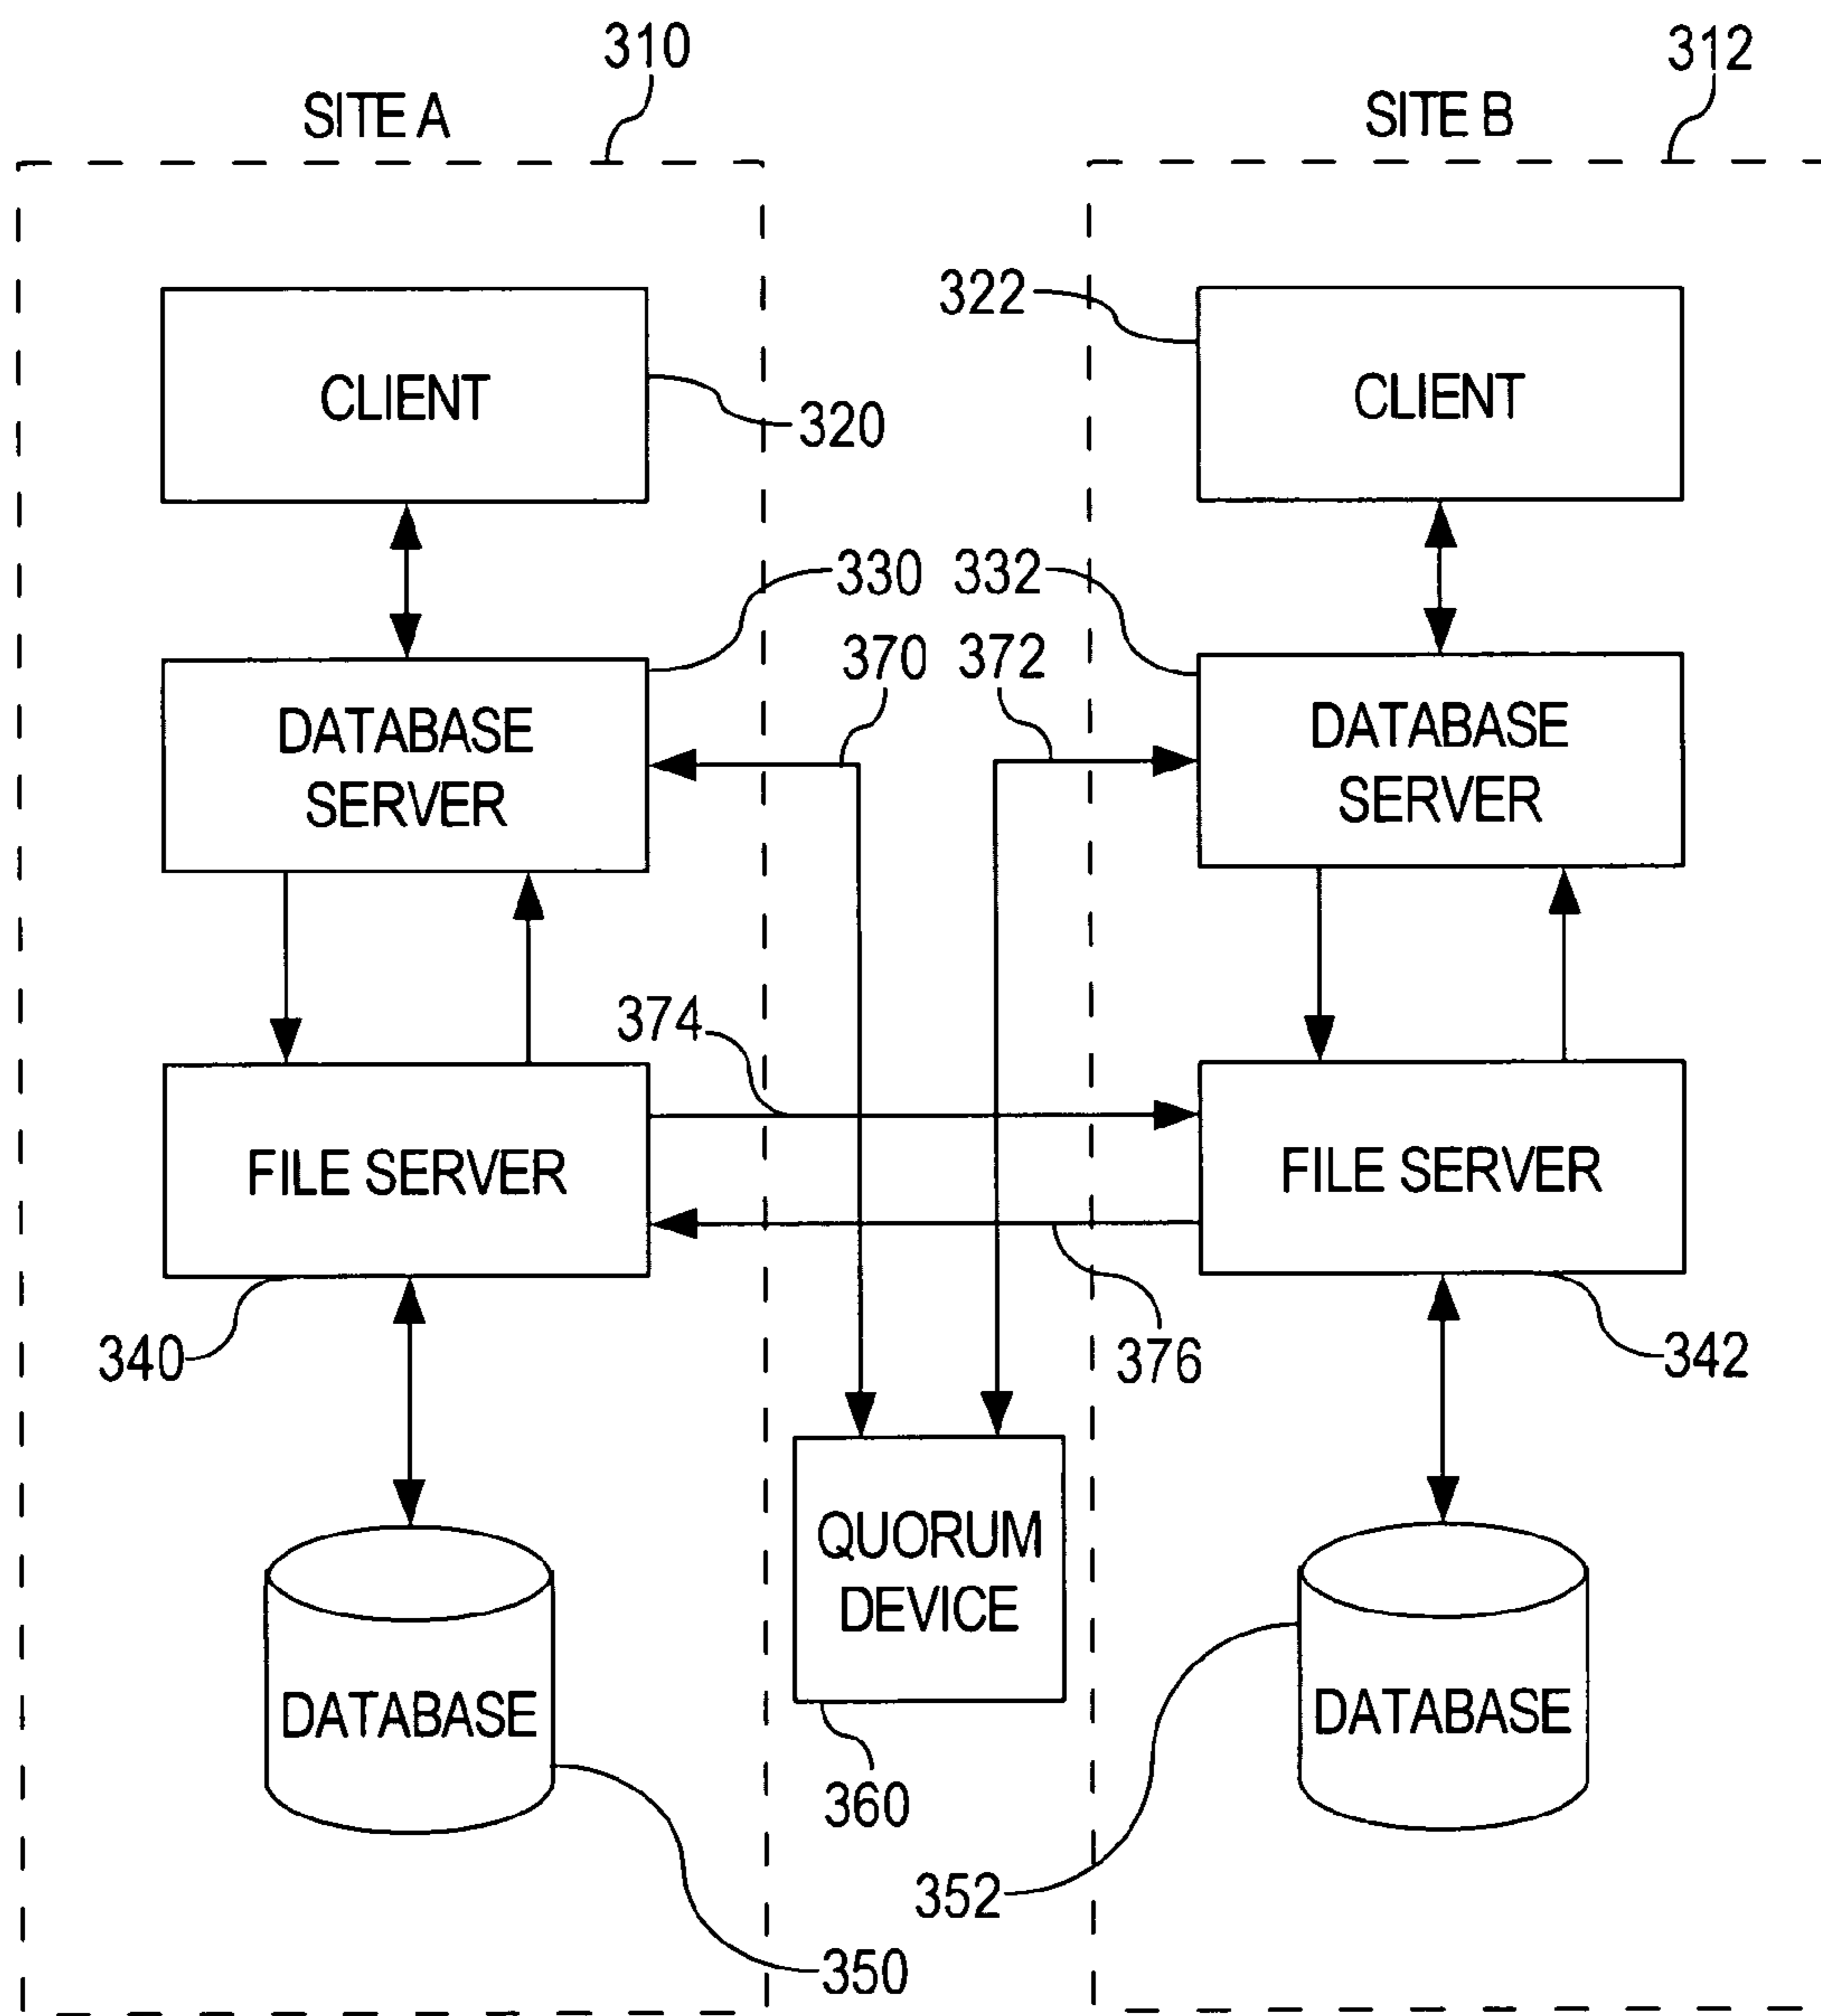 310
312
SITE A
SITE B
322
CLIENT
CLIENT
320
330
332
370
372
DATABASE
SERVER
DATABASE
SERVER
374
FILE SERVER
FILE SERVER
340
376
342
QUORUM
DEVICE
DATABASE
DATABASE
360
352
350